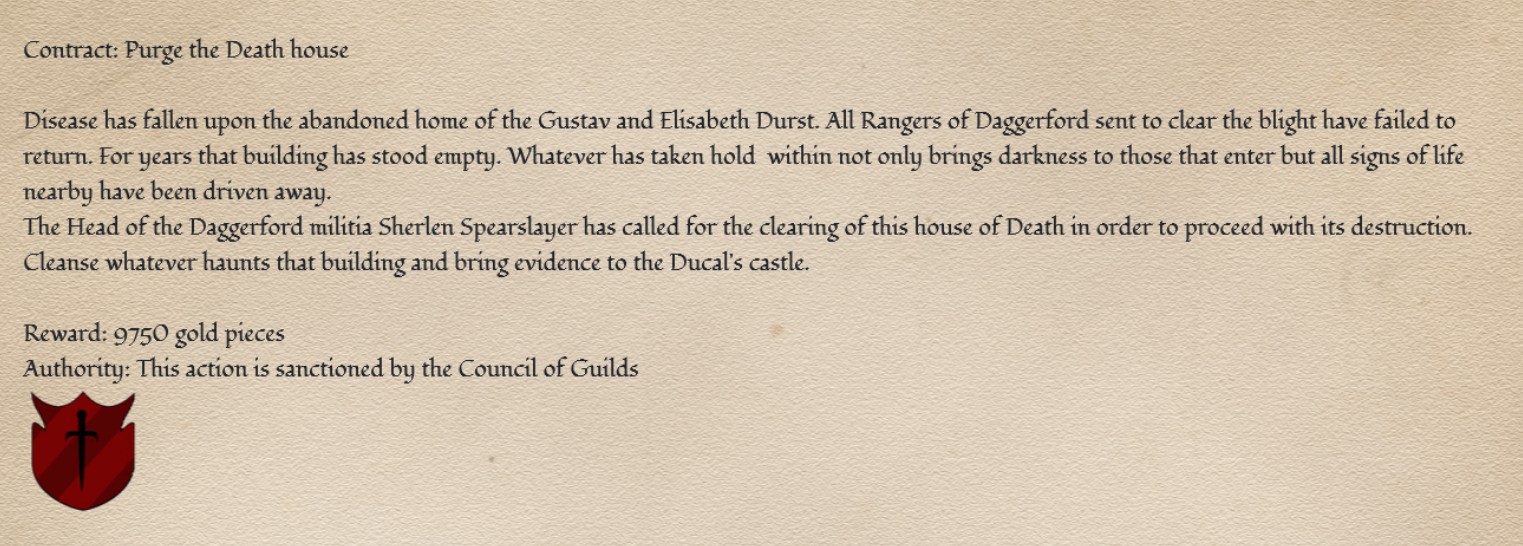 Contract: Purge the Death house
Disease has fallen upon the abandoned home of the Gustav and Elisabeth Durst. All Rangers of Daggerford sent to clear the blight have failed to
return. For years that building has stood empty. Whatever has taken hold  within not only brings darkness to those that enter but all signs of life
nearby have been driven away.
The Head of the Daggerford militia Sherlen Spearslayer has called for the clearing of this house of Death in order to proceed with its destruction.
Cleanse whatever haunts that building and bring evidence to the Ducal's castle.
Reward: 9750 gold pieces
Authority: This action is sanctioned by the Council of Guilds